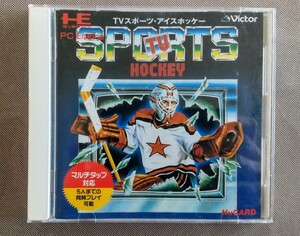 HE
TVスポーツ・アイスホッケー
Victor
PC Engine
SPORTS
TV
HOCKEY
マルチタップ
対応
5人までの
同時プレイ
可能
HuCARD